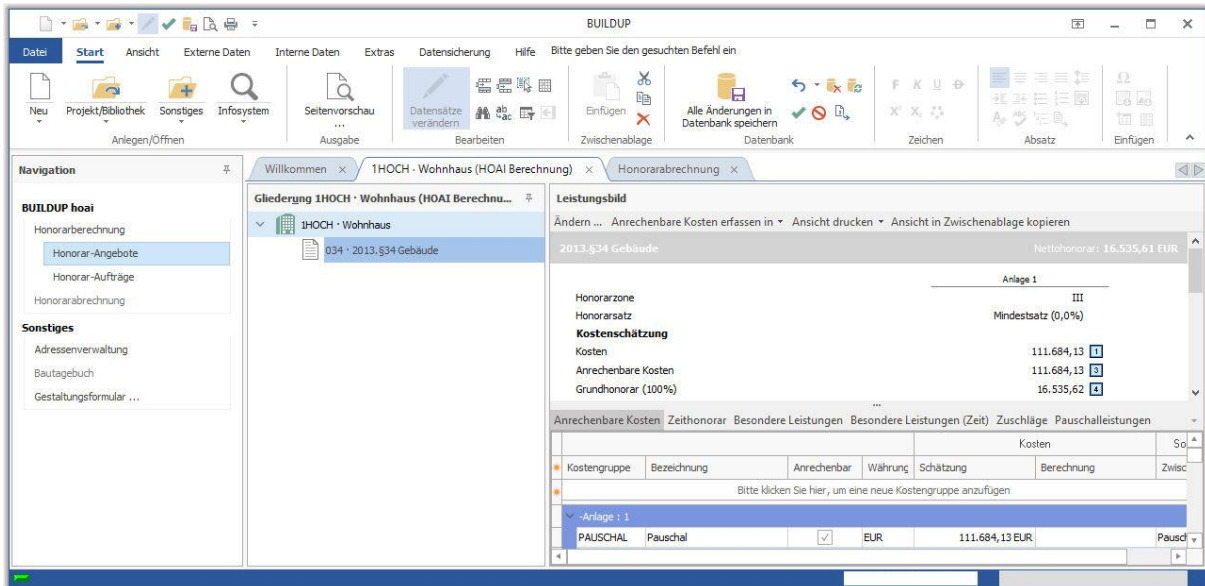 BUILDUP
Datei Start Ansicht Externe Daten Interne Daten Extras Datensicherung Hilfe Bitte geben Sie den gesuchten Befehl ein
Neu Projekt/Bibliothek Sonstiges Infosystem
Anlegen/Öffnen
Seitenvorschau
...
Ausgabe
Datensätze
verändern
Bearbeiten
Einfügen
Zwischenablage
Alle Änderungen in
Datenbank speichern
Datenbank
F K U D
Zeichen
Absatz
Einfügen
Navigation
BUILDUP hoai
Honorarberechnung
Honorar-Angebote
Honorar-Aufträge
Honorarabrechnung
Sonstiges
Adressenverwaltung
Bautagebuch
Gestaltungsformular ...
Willkommen × 1HOCH - Wohnhaus (HOAI Berechnung) × Honorarabrechnung ×
Gliederung 1HOCH · Wohnhaus (HOAI Berechnu...
1HOCH · Wohnhaus
034 · 2013.§34 Gebäude
Leistungsbild
Ändern ... Anrechenbare Kosten erfassen in Ansicht drucken Ansicht in Zwischenablage kopieren
2013.§34 Gebäude Nettohonorar: 16.535,61 EUR
Anlage 1
Honorarzone III
Honorarsatz Mindestsatz (0,0%)
Kostenschätzung
Kosten 111.684,13 1
Anrechenbare Kosten 111.684,13 3
Grundhonorar (100%) 16.535,62 4
Anrechenbare Kosten Zeithonorar Besondere Leistungen Besondere Leistungen (Zeit) Zuschläge Pauschalleistungen
Kosten So
Kostengruppe Bezeichnung Anrechenbar Währung Schätzung Berechnung Zwisc
Bitte klicken Sie hier, um eine neue Kostengruppe anzufügen
-Anlage : 1
PAUSCHAL Pauschal EUR 111.684,13 EUR Pausch